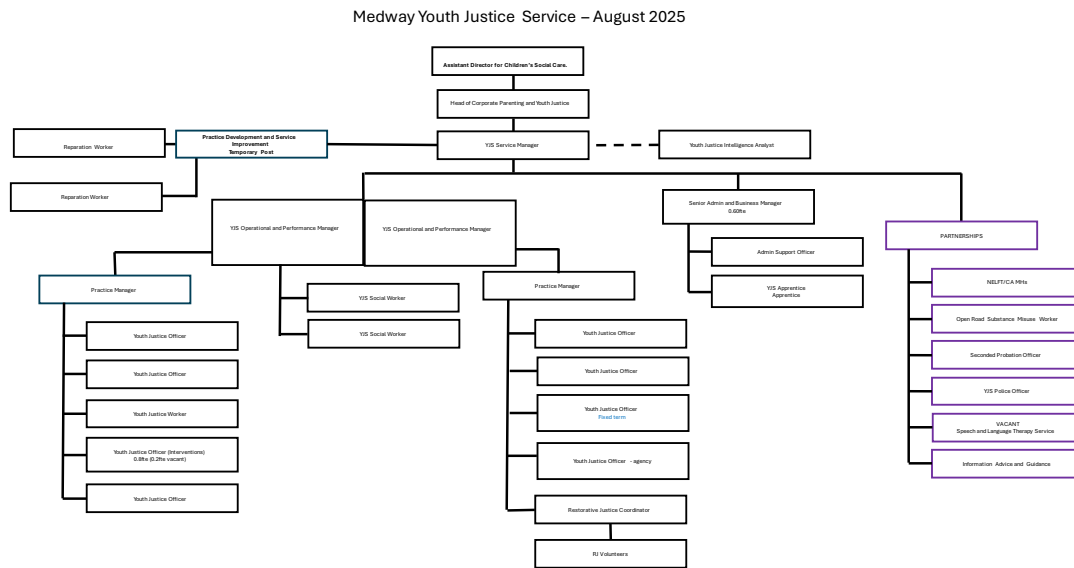 Medway Youth Justice Service – August 2025
Assistant Director for Children's Social Care.
Head of Corporate Parenting and Youth Justice
Reparation Worker
Practice Development and Service
Improvement
Temporary Post
YJS Service Manager
Youth Justice Intelligence Analyst
Reparation Worker
YJS Operational and Performance Manager
YJS Operational and Performance Manager
Senior Admin and Business Manager
0.60fte
PARTNERSHIPS
Admin Support Officer
YJS Apprentice
Apprentice
Practice Manager
YJS Social Worker
YJS Social Worker
Practice Manager
Youth Justice Officer
Youth Justice Officer
Youth Justice Worker
Youth Justice Officer (Interventions)
0.8fte (0.2fte vacant)
Youth Justice Officer
Youth Justice Officer
Youth Justice Officer
Youth Justice Officer
Fixed term
Youth Justice Officer - agency
Restorative Justice Coordinator
RJ Volunteers
NELFT/CAMHs
Open Road Substance Misuse Worker
Seconded Probation Officer
YJS Police Officer
VACANT
Speech and Language Therapy Service
Information Advice and Guidance